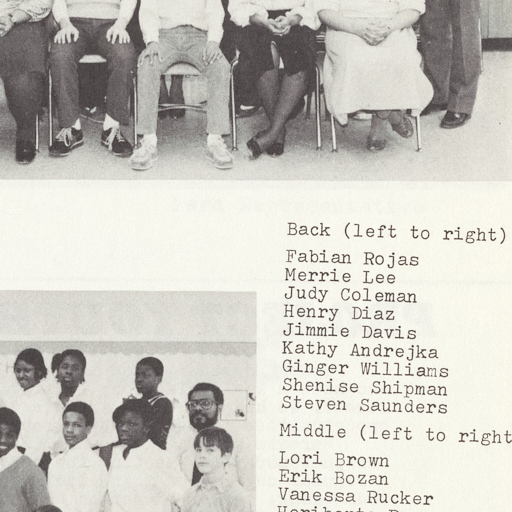 Back (left to right)
Fabian Rojas
Merrie Lee
Judy Coleman
Henry Diaz
Jimmie Davis
Kathy Andrejka
Ginger Williams
Shenise Shipman
Steven Saunders
Middle (left to right
Lori Brown
Erik Bozan
Vanessa Rucker